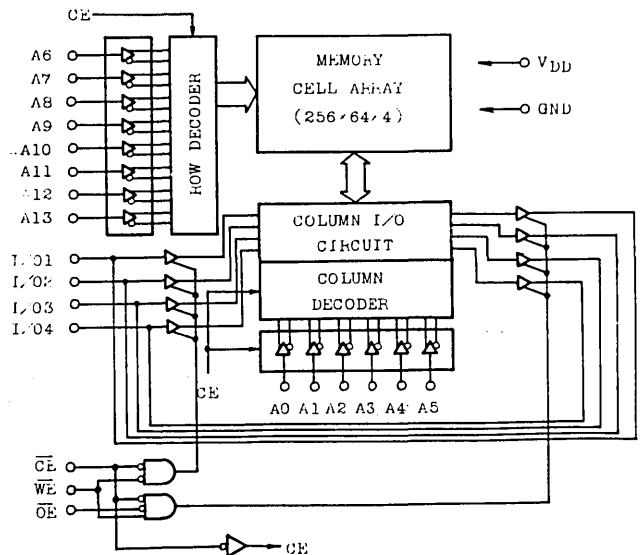 CE
A6
A7
A8
A9
A10
A11
A12
A13
ROW DECODER
MEMORY
CELL ARRAY
(256×64×4)
VDD
GND
I/O1
I/O2
I/O3
I/O4
COLUMN I/O
CIRCUIT
COLUMN
DECODER
CE
A0 A1 A2 A3 A4 A5
CE
WE
OE
CE